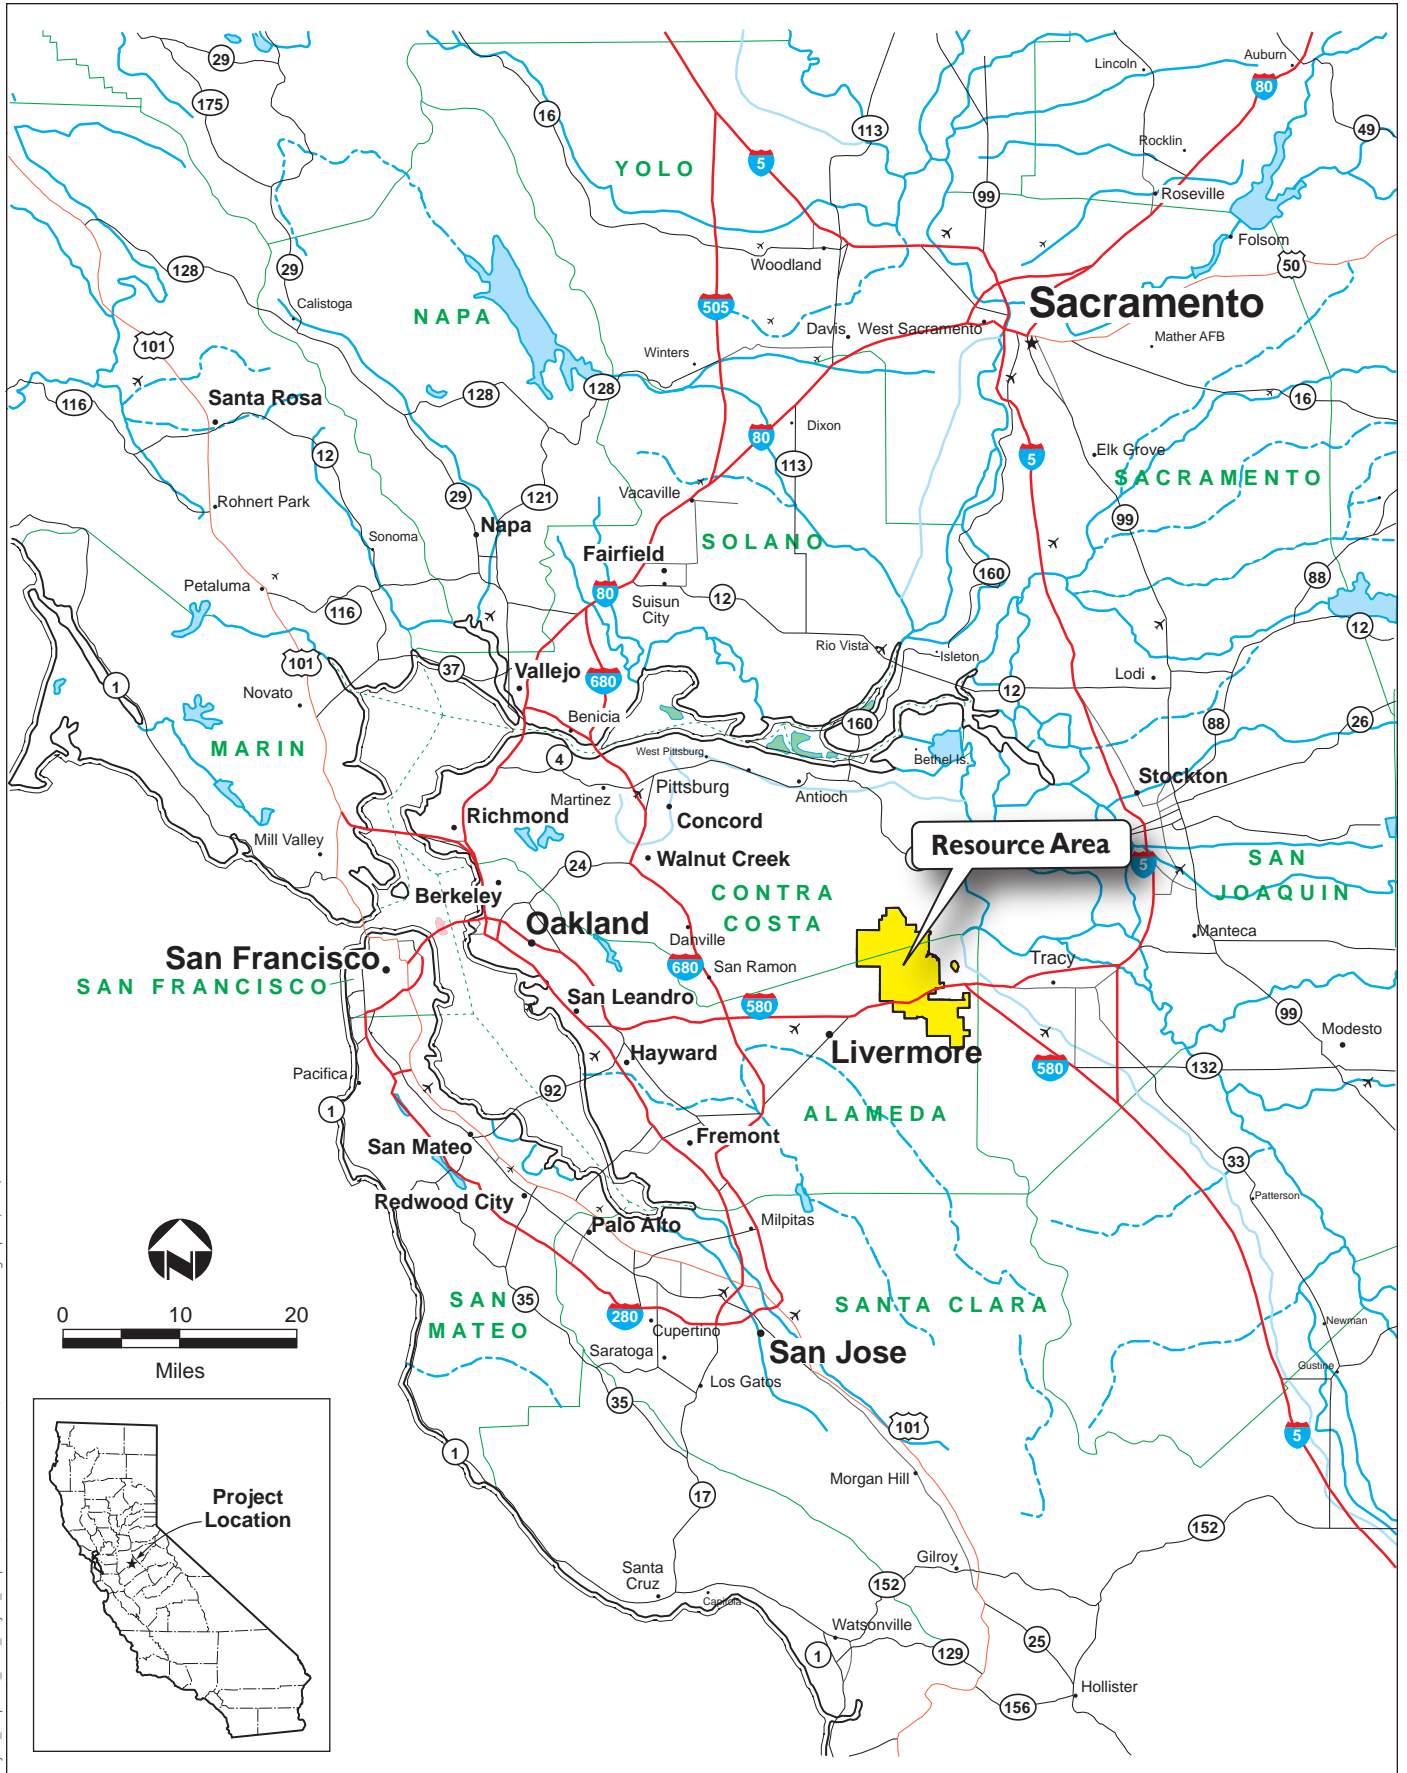 Auburn
Lincoln
29
80
175
16
113
49
Rocklin
YOLO
5
99
Roseville
Folsom
Woodland
128
29
50
Calistoga
NAPA
505
Sacramento
Davis
West Sacramento
Mather AFB
101
Winters
128
128
116
Santa Rosa
16
Dixon
80
12
113
5
Elk Grove
SACRAMENTO
Vacaville
29
121
Rohnert Park
99
Napa
Sonoma
SOLANO
Fairfield
160
88
Petaluma
80
116
Suisun
City
12
12
Rio Vista
Isleton
101
37
Vallejo
680
Lodi
1
12
Novato
Benicia
160
88
26
MARIN
West Pittsburg
4
Bethel Is.
Stockton
Martinez
Pittsburg
Antioch
Richmond
Concord
Mill Valley
Resource Area
Walnut Creek
24
5
SAN
JOAQUIN
Berkeley
CONTRA
COSTA
Oakland
Danville
Manteca
San Francisco
680
San Ramon
Tracy
SAN FRANCISCO
San Leandro
580
99
Modesto
Hayward
Livermore
580
132
Pacifica
92
1
ALAMEDA
San Mateo
Fremont
33
Redwood City
Patterson
Palo Alto
Milpitas
0
10
20
Miles
SAN
MATEO
35
280
SANTA CLARA
Cupertino
Newman
San Jose
Saratoga
Gustine
Los Gatos
35
101
5
1
Morgan Hill
Project
Location
17
152
Gilroy
Santa
Cruz
152
Capitola
Watsonville
25
1
129
Hollister
156
N